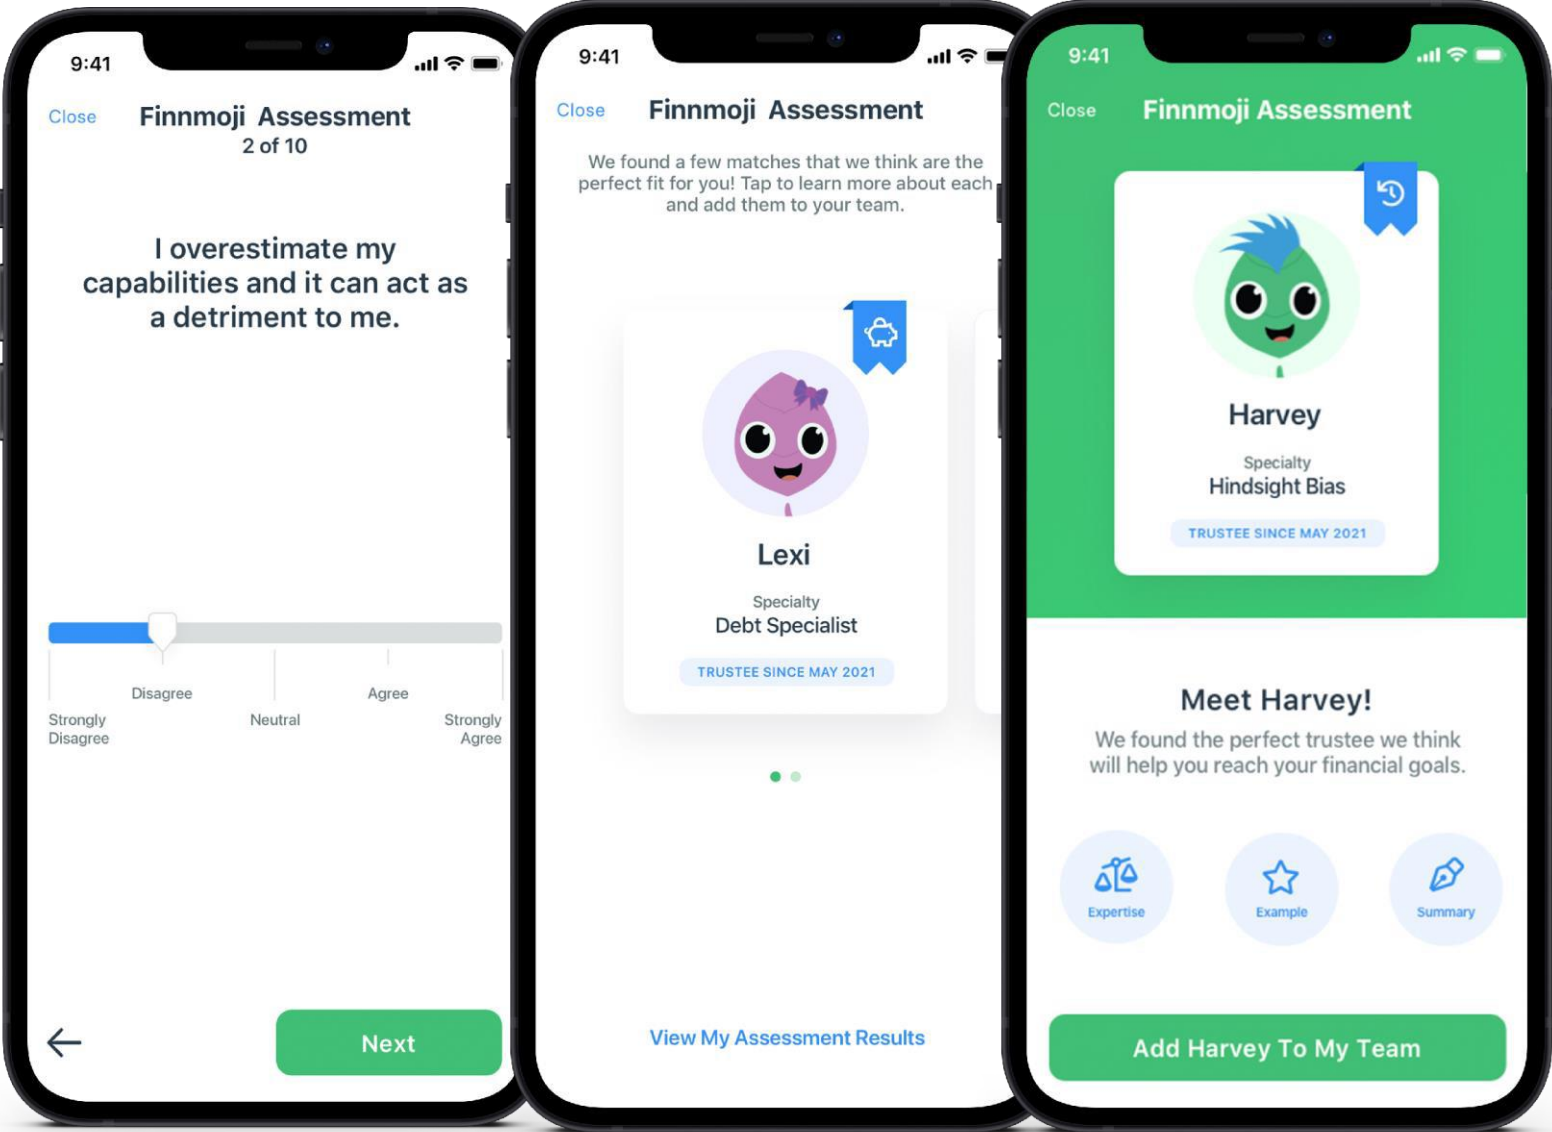 9:41
Close
Finnmoji Assessment
2 of 10
I overestimate my
capabilities and it can act as
a detriment to me.
Disagree
Agree
Strongly
Disagree
Neutral
Strongly
Agree
Next
9:41
Close
Finnmoji Assessment
We found a few matches that we think are the
perfect fit for you! Tap to learn more about each
and add them to your team.
Lexi
Specialty
Debt Specialist
TRUSTEE SINCE MAY 2021
View My Assessment Results
9:41
Close
Finnmoji Assessment
Harvey
Specialty
Hindsight Bias
TRUSTEE SINCE MAY 2021
Meet Harvey!
We found the perfect trustee we think
will help you reach your financial goals.
Expertise
Example
Summary
Add Harvey To My Team